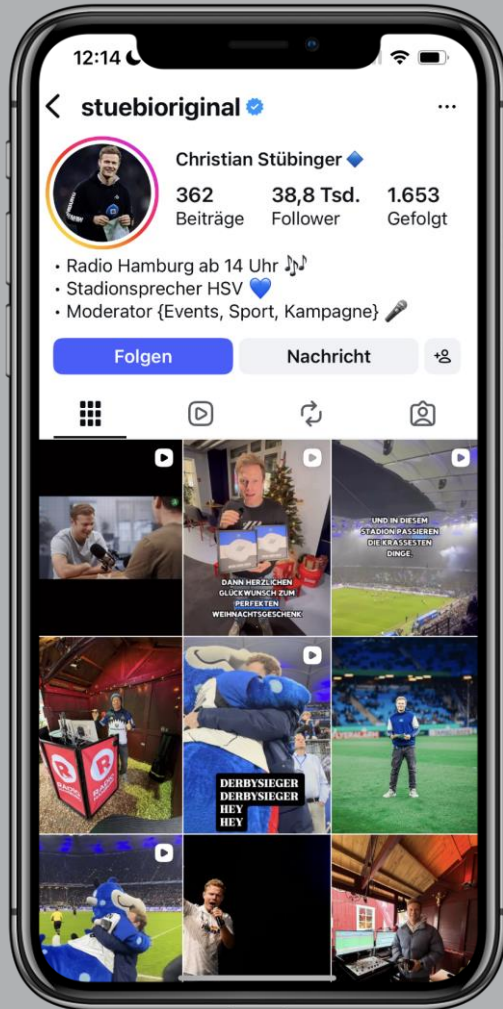 12:14
stuebioriginal
Christian Stübinger
362 38,8 Tsd. 1.653
Beiträge Follower Gefolgt
• Radio Hamburg ab 14 Uhr 🎶
• Stadionsprecher HSV 💙
• Moderator {Events, Sport, Kampagne} 🎤
Folgen Nachricht
DANN HERZLICHEN
GLÜCKWUNSCH ZUM
PERFEKTEN
WEIHNACHTSGESCHENK
UND IN DIESEM
STADION PASSIEREN
DIE KRASSESTEN
DINGE.
R R
RADIO
DERBYSIEGER
DERBYSIEGER
HEY
HEY